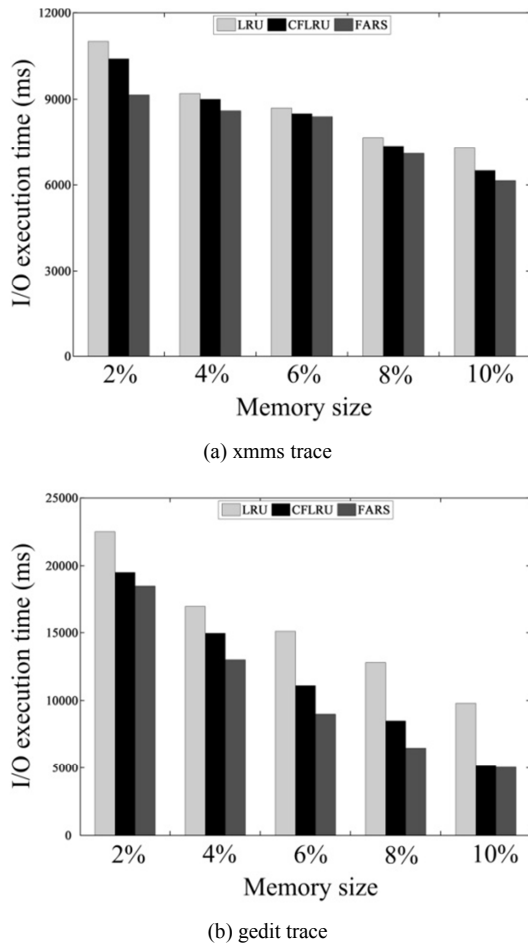 12000
LRU CFLRU FARS
9000
6000
3000
0
I/O execution time (ms)
2% 4% 6% 8% 10%
Memory size
(a) xmms trace
25000
LRU CFLRU FARS
20000
15000
10000
5000
0
I/O execution time (ms)
2% 4% 6% 8% 10%
Memory size
(b) gedit trace